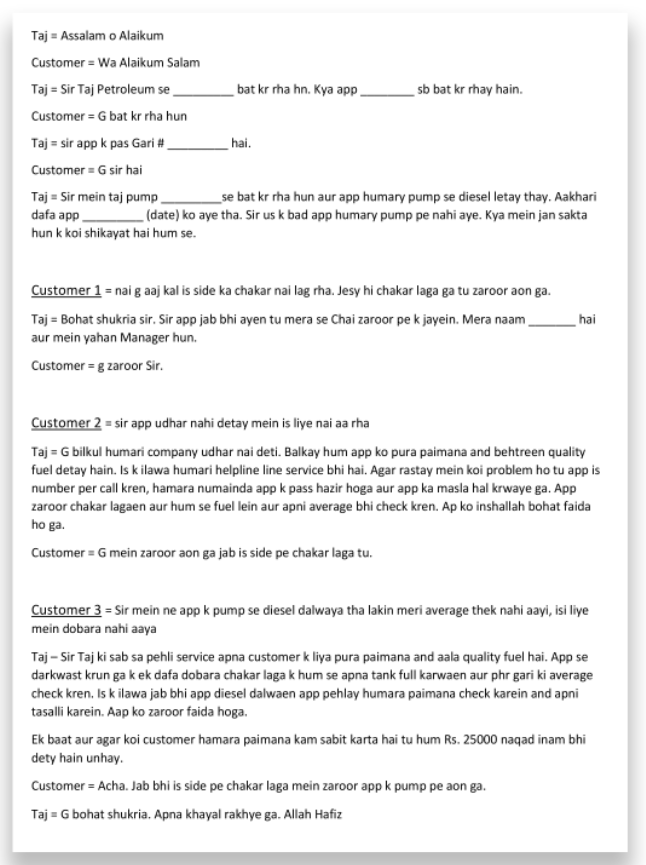 Taj = Assalam o Alaikum
Customer = Wa Alaikum Salam
Taj = Sir Taj Petroleum se __________ bat kr rha hn. Kya app _________ sb bat kr rhay hain.
Customer = G bat kr rha hun
Taj = sir app k pas Gari # __________ hai.
Customer = G sir hai
Taj = Sir mein taj pump __________se bat kr rha hun aur app humary pump se diesel letay thay. Aakhari
dafa app __________ (date) ko aye tha. Sir us k bad app humary pump pe nahi aye. Kya mein jan sakta
hun k koi shikayat hai hum se.
Customer 1 = nai g aaj kal is side ka chakar nai lag rha. Jesy hi chakar laga ga tu zaroor aon ga.
Taj = Bohat shukria sir. Sir app jab bhi ayen tu mera se Chai zaroor pe k jayein. Mera naam ________ hai
aur mein yahan Manager hun.
Customer = g zaroor Sir.
Customer 2 = sir app udhar nahi detay mein is liye nai aa rha
Taj = G bilkul humari company udhar nai deti. Balkay hum app ko pura paimana and behtreen quality
fuel detay hain. Is k ilawa humari helpline line service bhi hai. Agar rastay mein koi problem ho tu app is
number per call kren, hamara numainda app k pass hazir hoga aur app ka masla hal krwaye ga. App
zaroor chakar lagaen aur hum se fuel lein aur apni average bhi check kren. Ap ko inshallah bohat faida
ho ga.
Customer = G mein zaroor aon ga jab is side pe chakar laga tu.
Customer 3 = Sir mein ne app k pump se diesel dalwaya tha lakin meri average thek nahi aayi, isi liye
mein dobara nahi aaya
Taj – Sir Taj ki sab sa pehli service apna customer k liya pura paimana and aala quality fuel hai. App se
darkwast krun ga k ek dafa dobara chakar laga k hum se apna tank full karwaen aur phr gari ki average
check kren. Is k ilawa jab bhi app diesel dalwaen app pehlay humara paimana check karein and apni
tasalli karein. Aap ko zaroor faida hoga.
Ek baat aur agar koi customer hamara paimana kam sabit karta hai tu hum Rs. 25000 naqad inam bhi
dety hain unhay.
Customer = Acha. Jab bhi is side pe chakar laga mein zaroor app k pump pe aon ga.
Taj = G bohat shukria. Apna khayal rakhye ga. Allah Hafiz